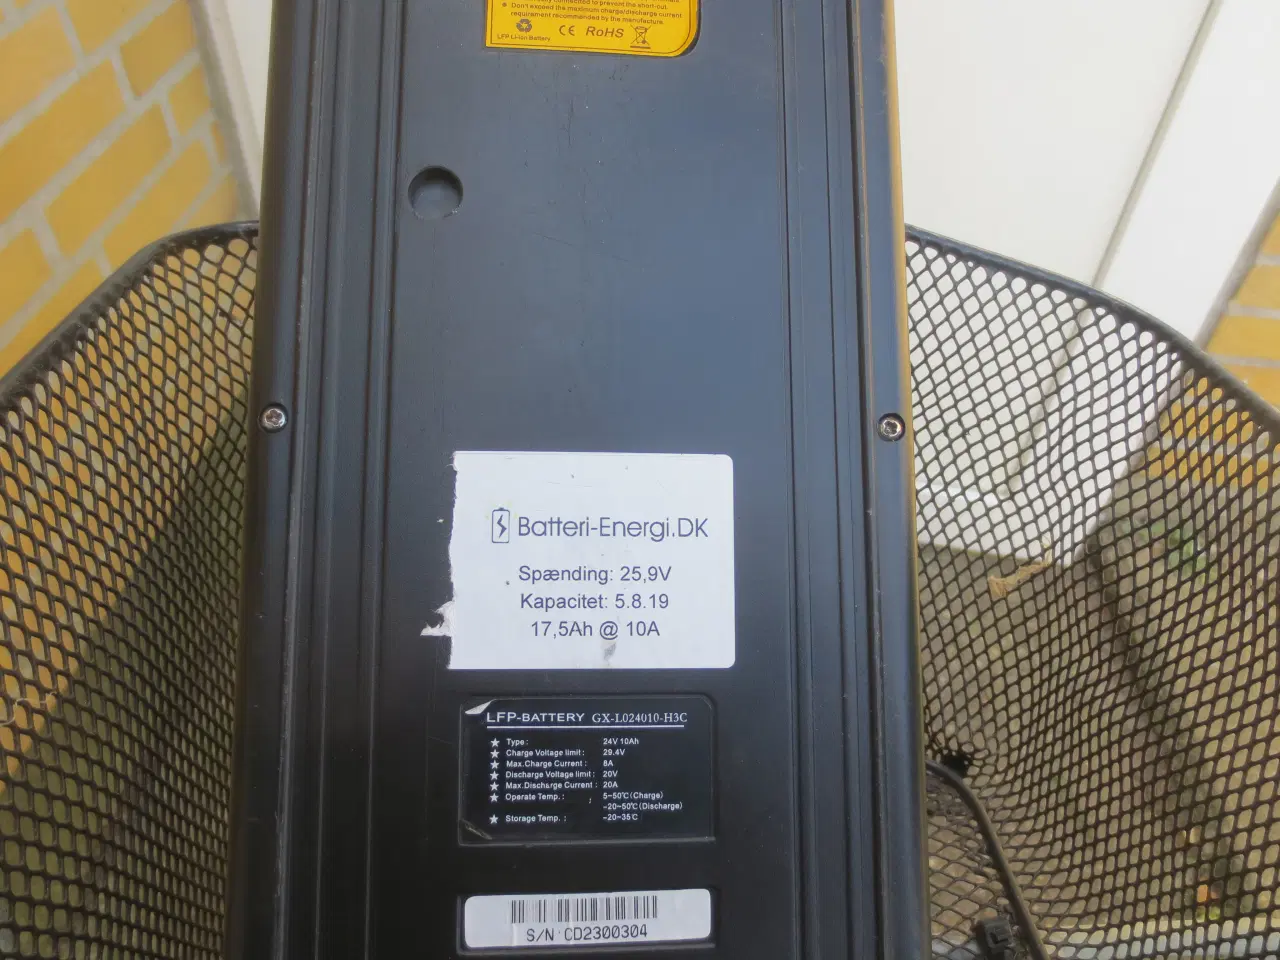 connected to prevent the short-out.
● Don't exceed the maximum charge/discharge current
requirement recommended by the manufacture.
CE RoHS
LFP Li-ion Battery
Batteri-Energi.DK
Spænding: 25,9V
Kapacitet: 5.8.19
17,5Ah @ 10A
LFP-BATTERY GX-L024010-H3C
★ Type: 24V 10Ah
★ Charge Voltage limit: 29.4V
★ Max.Charge Current: 8A
★ Discharge Voltage limit: 20V
★ Max.Discharge Current: 20A
★ Operate Temp.: 5~50℃(Charge)
-20~50℃(Discharge)
★ Storage Temp.: -20~35℃
S/N CD2300304